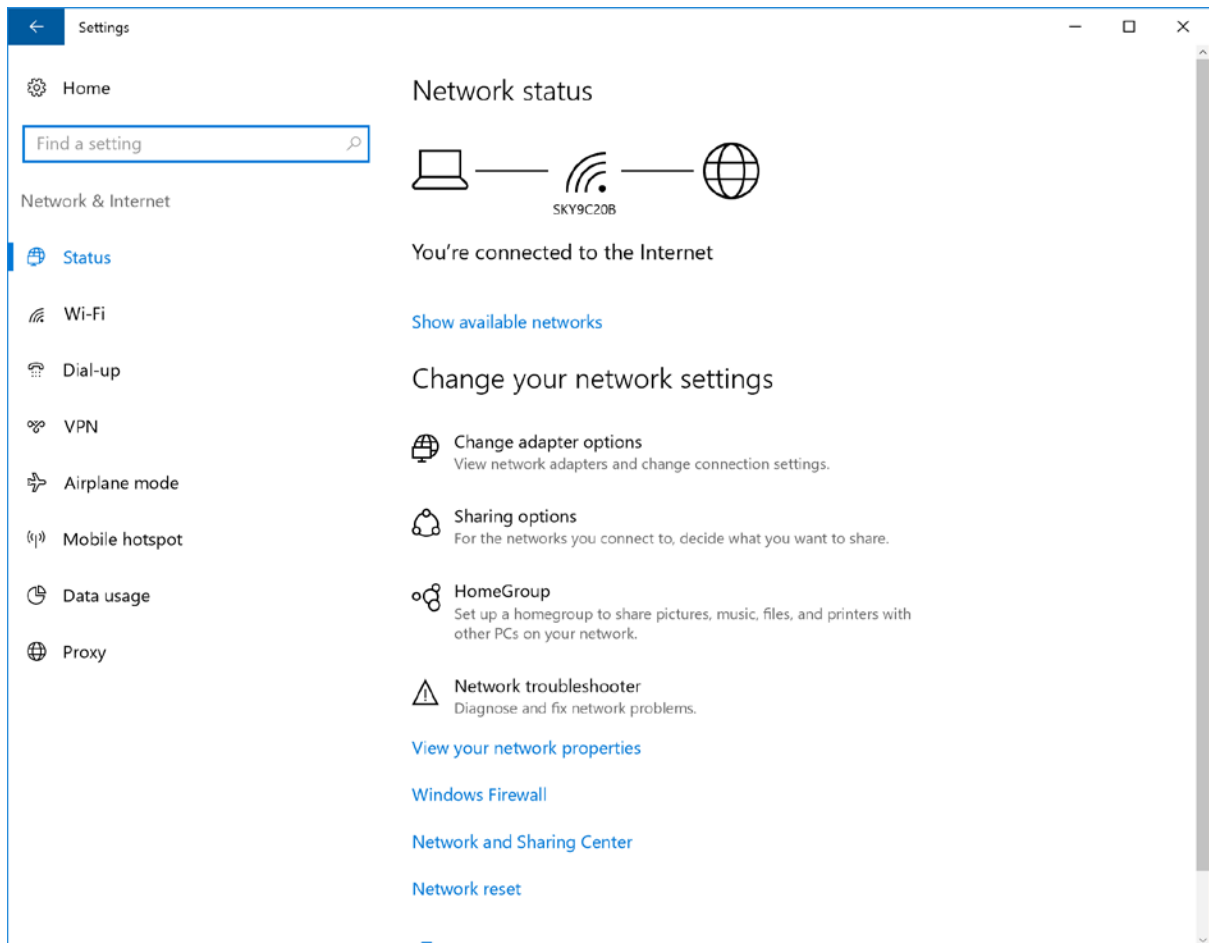 Settings
Home
Find a setting
Network & Internet
Status
Wi-Fi
Dial-up
VPN
Airplane mode
Mobile hotspot
Data usage
Proxy
Network status
SKY9C20B
You're connected to the Internet
Show available networks
Change your network settings
Change adapter options
View network adapters and change connection settings.
Sharing options
For the networks you connect to, decide what you want to share.
HomeGroup
Set up a homegroup to share pictures, music, files, and printers with
other PCs on your network.
Network troubleshooter
Diagnose and fix network problems.
View your network properties
Windows Firewall
Network and Sharing Center
Network reset